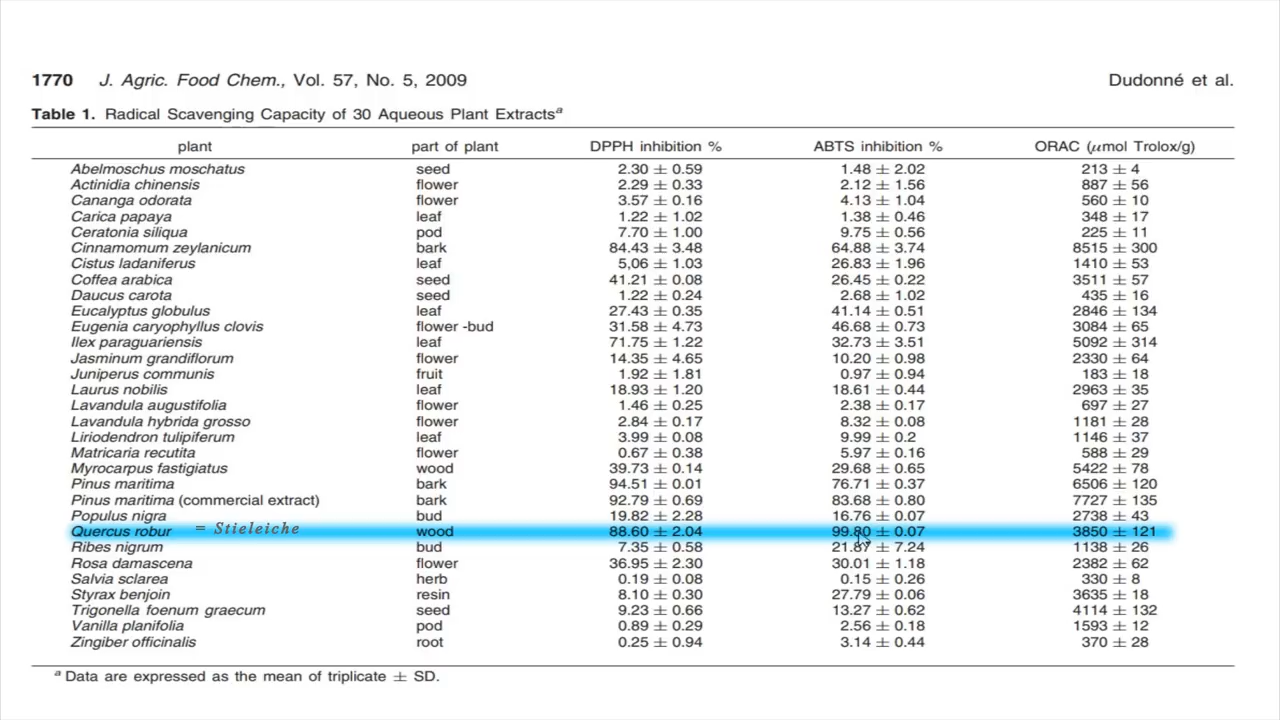 1770 J. Agric. Food Chem., Vol. 57, No. 5, 2009 Dudonné et al.
Table 1. Radical Scavenging Capacity of 30 Aqueous Plant Extractsᵃ
plant part of plant DPPH inhibition % ABTS inhibition % ORAC (μmol Trolox/g)
Abelmoschus moschatus seed 2.30 ± 0.59 1.48 ± 2.02 213 ± 4
Actinidia chinensis flower 2.29 ± 0.33 2.12 ± 1.56 887 ± 56
Cananga odorata flower 3.57 ± 0.16 4.13 ± 1.04 560 ± 10
Carica papaya leaf 1.22 ± 1.02 1.38 ± 0.46 348 ± 17
Ceratonia siliqua pod 7.70 ± 1.00 9.75 ± 0.56 225 ± 11
Cinnamomum zeylanicum bark 84.43 ± 3.48 64.88 ± 3.74 8515 ± 300
Cistus ladaniferus leaf 5,06 ± 1.03 26.83 ± 1.96 1410 ± 53
Coffea arabica seed 41.21 ± 0.08 26.45 ± 0.22 3511 ± 57
Daucus carota seed 1.22 ± 0.24 2.68 ± 1.02 435 ± 16
Eucalyptus globulus leaf 27.43 ± 0.35 41.14 ± 0.51 2846 ± 134
Eugenia caryophyllus clovis flower -bud 31.58 ± 4.73 46.68 ± 0.73 3084 ± 65
Ilex paraguariensis leaf 71.75 ± 1.22 32.73 ± 3.51 5092 ± 314
Jasminum grandiflorum flower 14.35 ± 4.65 10.20 ± 0.98 2330 ± 64
Juniperus communis fruit 1.92 ± 1.81 0.97 ± 0.94 183 ± 18
Laurus nobilis leaf 18.93 ± 1.20 18.61 ± 0.44 2963 ± 35
Lavandula augustifolia flower 1.46 ± 0.25 2.38 ± 0.17 697 ± 27
Lavandula hybrida grosso flower 2.84 ± 0.17 8.32 ± 0.08 1181 ± 28
Liriodendron tulipiferum leaf 3.99 ± 0.08 9.99 ± 0.2 1146 ± 37
Matricaria recutita flower 0.67 ± 0.38 5.97 ± 0.16 588 ± 29
Myrocarpus fastigiatus wood 39.73 ± 0.14 29.68 ± 0.65 5422 ± 78
Pinus maritima bark 94.51 ± 0.01 76.71 ± 0.37 6506 ± 120
Pinus maritima (commercial extract) bark 92.79 ± 0.69 83.68 ± 0.80 7727 ± 135
Populus nigra bud 19.82 ± 2.28 16.76 ± 0.07 2738 ± 43
Quercus robur = Stieleiche wood 88.60 ± 2.04 99.80 ± 0.07 3850 ± 121
Ribes nigrum bud 7.35 ± 0.58 21.87 ± 7.24 1138 ± 26
Rosa damascena flower 36.95 ± 2.30 30.01 ± 1.18 2382 ± 62
Salvia sclarea herb 0.19 ± 0.08 0.15 ± 0.26 330 ± 8
Styrax benjoin resin 8.10 ± 0.30 27.79 ± 0.06 3635 ± 18
Trigonella foenum graecum seed 9.23 ± 0.66 13.27 ± 0.62 4114 ± 132
Vanilla planifolia pod 0.89 ± 0.29 2.56 ± 0.18 1593 ± 12
Zingiber officinalis root 0.25 ± 0.94 3.14 ± 0.44 370 ± 28
ᵃ Data are expressed as the mean of triplicate ± SD.